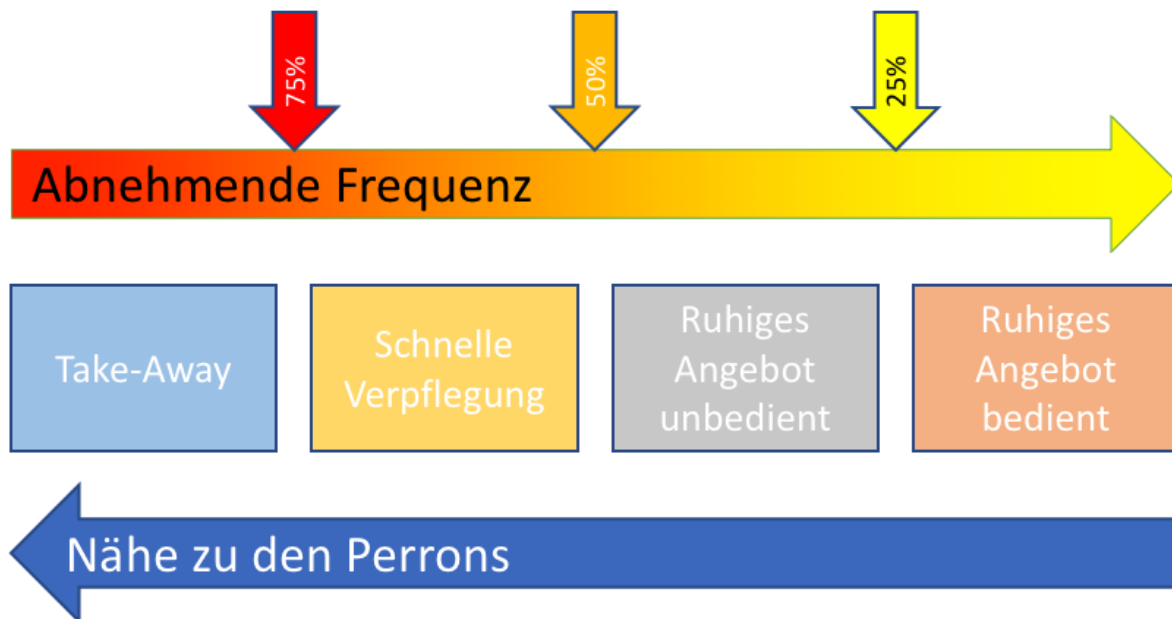 75%
50%
25%
Abnehmende Frequenz
Take-Away
Schnelle
Verpflegung
Ruhiges
Angebot
unbedient
Ruhiges
Angebot
bedient
Nähe zu den Perrons